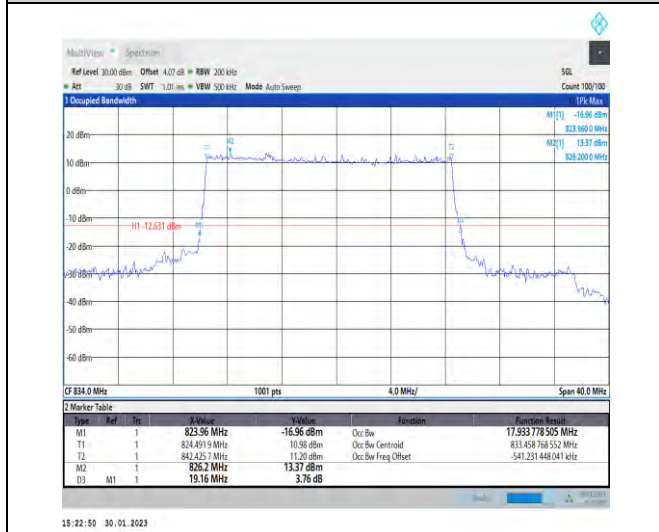 MultiView Spectrum
Ref Level 30.00 dBm Offset 4.07 dB RBW 200 kHz SGL
Att 30 dB SWT 1.01 ms VBW 500 kHz Mode Auto Sweep Count 100/100
1 Occupied Bandwidth 1Pk Max
M1[1] -16.96 dBm
823.960 0 MHz
M2[1] 13.37 dBm
826.200 0 MHz
20 dBm
T1 M2 T2
10 dBm
0 dBm
-10 dBm
H1 -12.631 dBm M1 D3
-20 dBm
-30 dBm
-40 dBm
-50 dBm
-60 dBm
CF 834.0 MHz 1001 pts 4.0 MHz/ Span 40.0 MHz
2 Marker Table
Type Ref Trc X-Value Y-Value Function Function Result
M1 1 823.96 MHz -16.96 dBm Occ Bw 17.933 778 505 MHz
T1 1 824.491 9 MHz 10.98 dBm Occ Bw Centroid 833.458 768 552 MHz
T2 1 842.425 7 MHz 11.20 dBm Occ Bw Freq Offset -541.231 448 041 kHz
M2 1 826.2 MHz 13.37 dBm
D3 M1 1 19.16 MHz 3.76 dB
15:22:50 30.01.2023